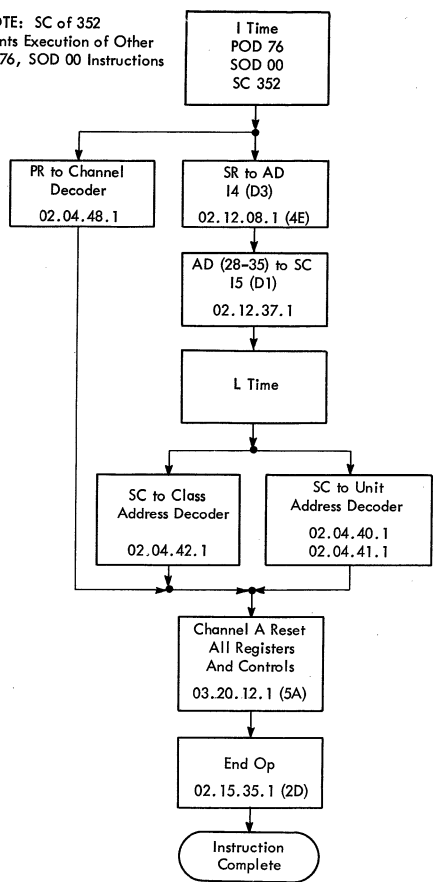 OTE: SC of 352
nts Execution of Other
76, SOD 00 Instructions
I Time
POD 76
SOD 00
SC 352
PR to Channel
Decoder
02.04.48.1
SR to AD
I4 (D3)
02.12.08.1 (4E)
AD (28-35) to SC
I5 (D1)
02.12.37.1
L Time
SC to Class
Address Decoder
02.04.42.1
SC to Unit
Address Decoder
02.04.40.1
02.04.41.1
Channel A Reset
All Registers
And Controls
03.20.12.1 (5A)
End Op
02.15.35.1 (2D)
Instruction
Complete